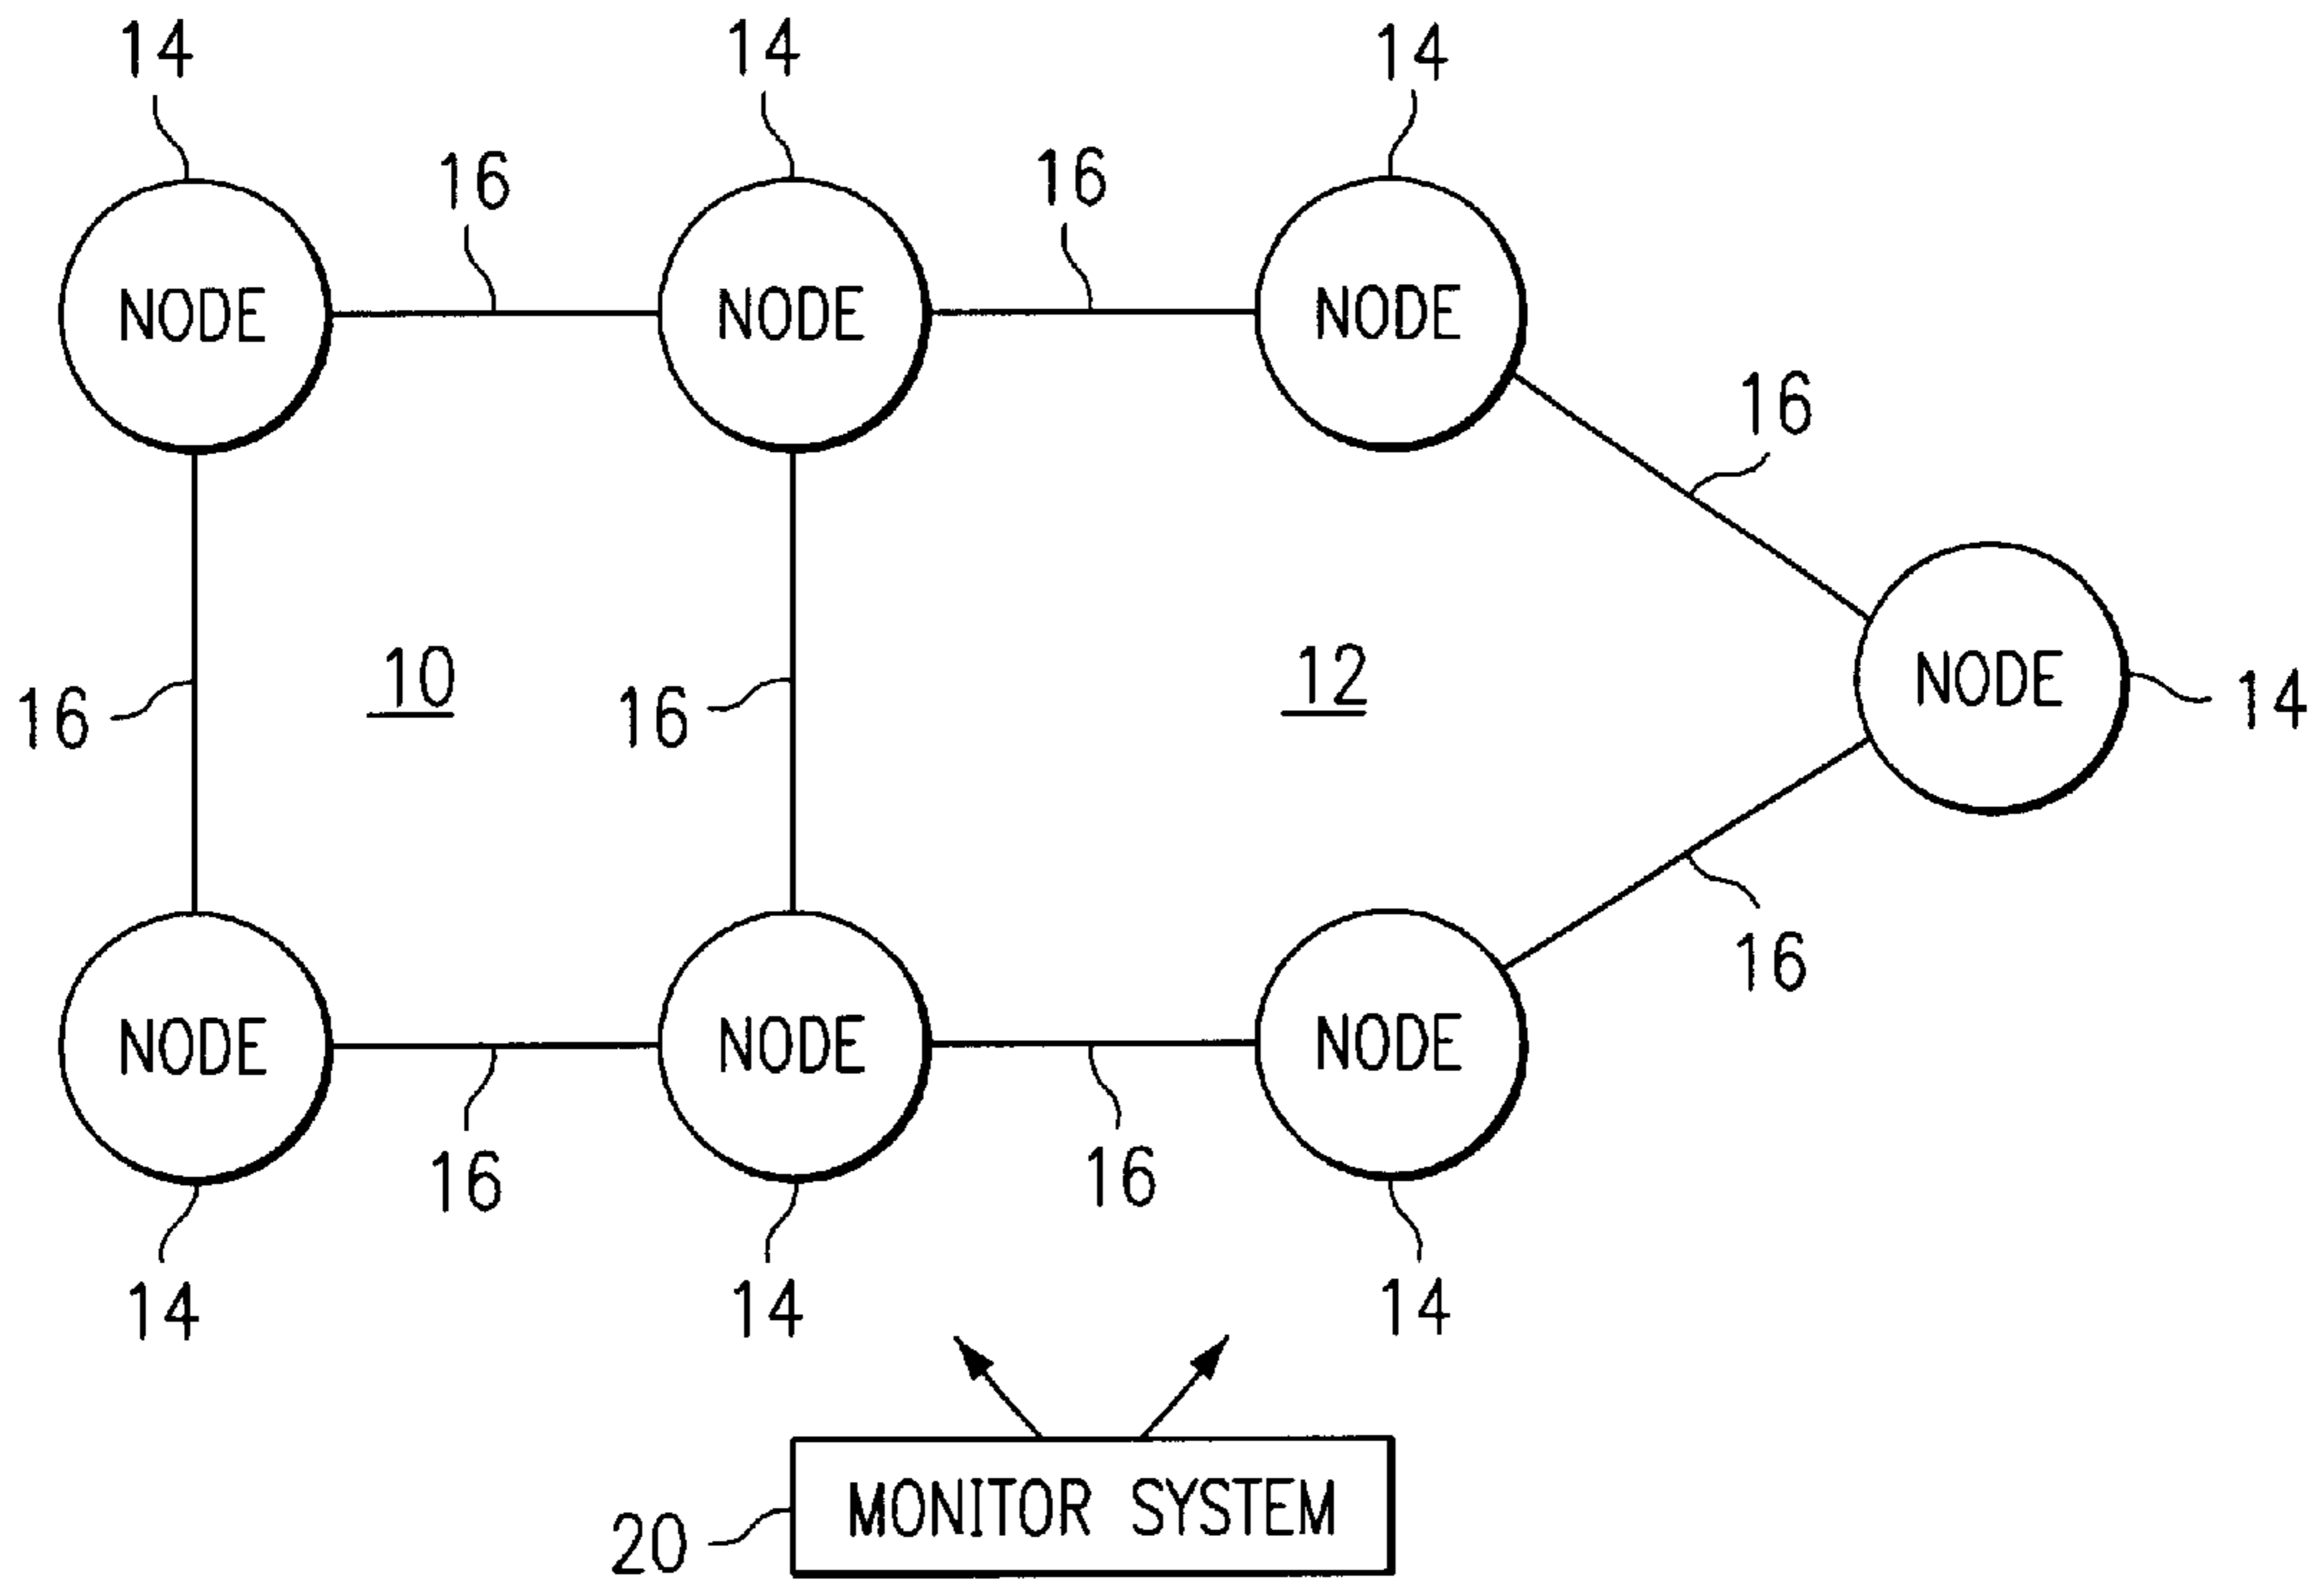 14 14 14
16 16
NODE NODE NODE
16
10 12
16 16
NODE
14
16
NODE NODE NODE
16 16
14 14 14
MONITOR SYSTEM
20